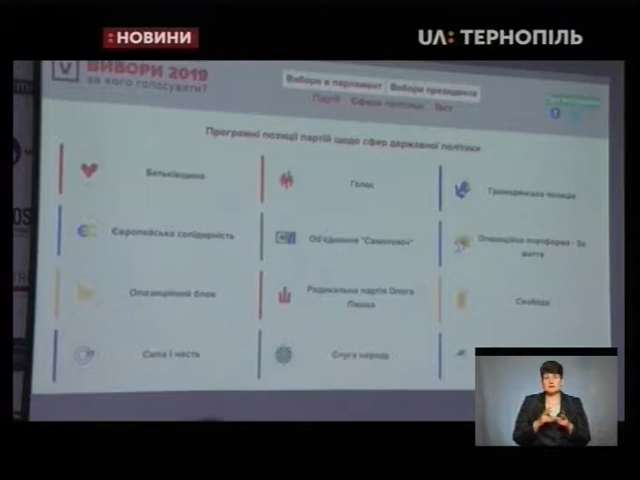 :НОВИНИ
UA: ТЕРНОПІЛЬ
V ВИБОРИ 2019
за кого голосувати?
Вибори в парламент Вибори президента
Партії Сфери політики Тест
Програмні позиції партій щодо сфер державної політики
Батьківщина
Голос
Громадянська позиція
Європейська солідарність
Об'єднання "Самопоміч"
Опозиційна платформа - За
життя
Опозиційний блок
Радикальна партія Олега
Ляшка
Свобода
Сила і честь
Слуга народу